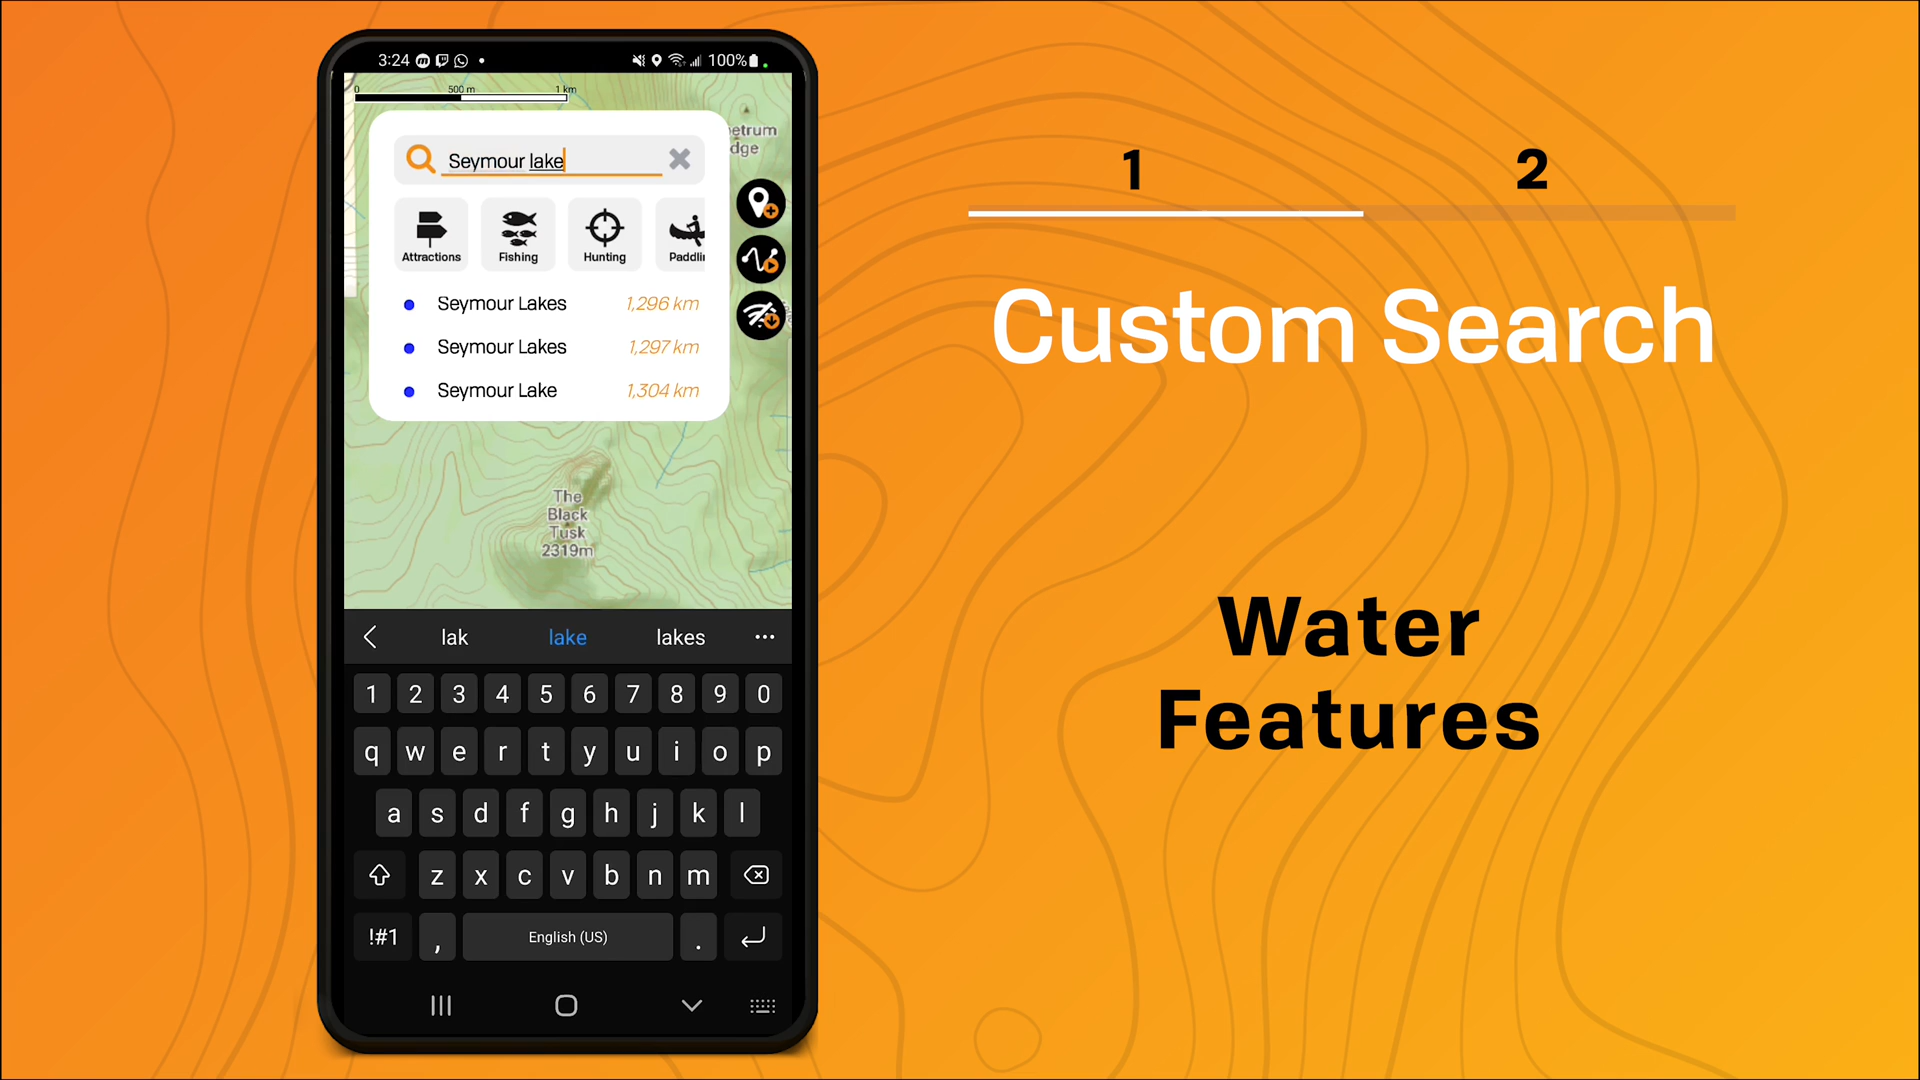 3:24
100%
0 500 m 1 km
etrum
dge
Seymour lake
Attractions
Fishing
Hunting
Paddlin
Seymour Lakes 1,296 km
Seymour Lakes 1,297 km
Seymour Lake 1,304 km
The
Black
Tusk
2319m
lak lake lakes
1 2 3 4 5 6 7 8 9 0
q w e r t y u i o p
a s d f g h j k l
z x c v b n m
!#1 , English (US) .
1 2
Custom Search
Water
Features